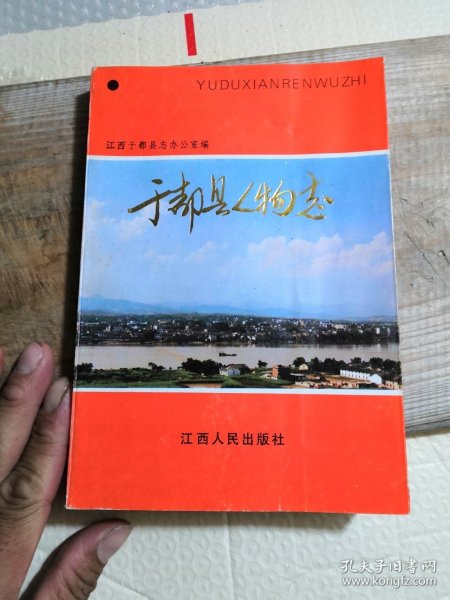 YUDUXIANRENWUZHI
江西于都县志办公室编
于都县人物志
江西人民出版社
孔夫子旧书网
www.kongfz.com